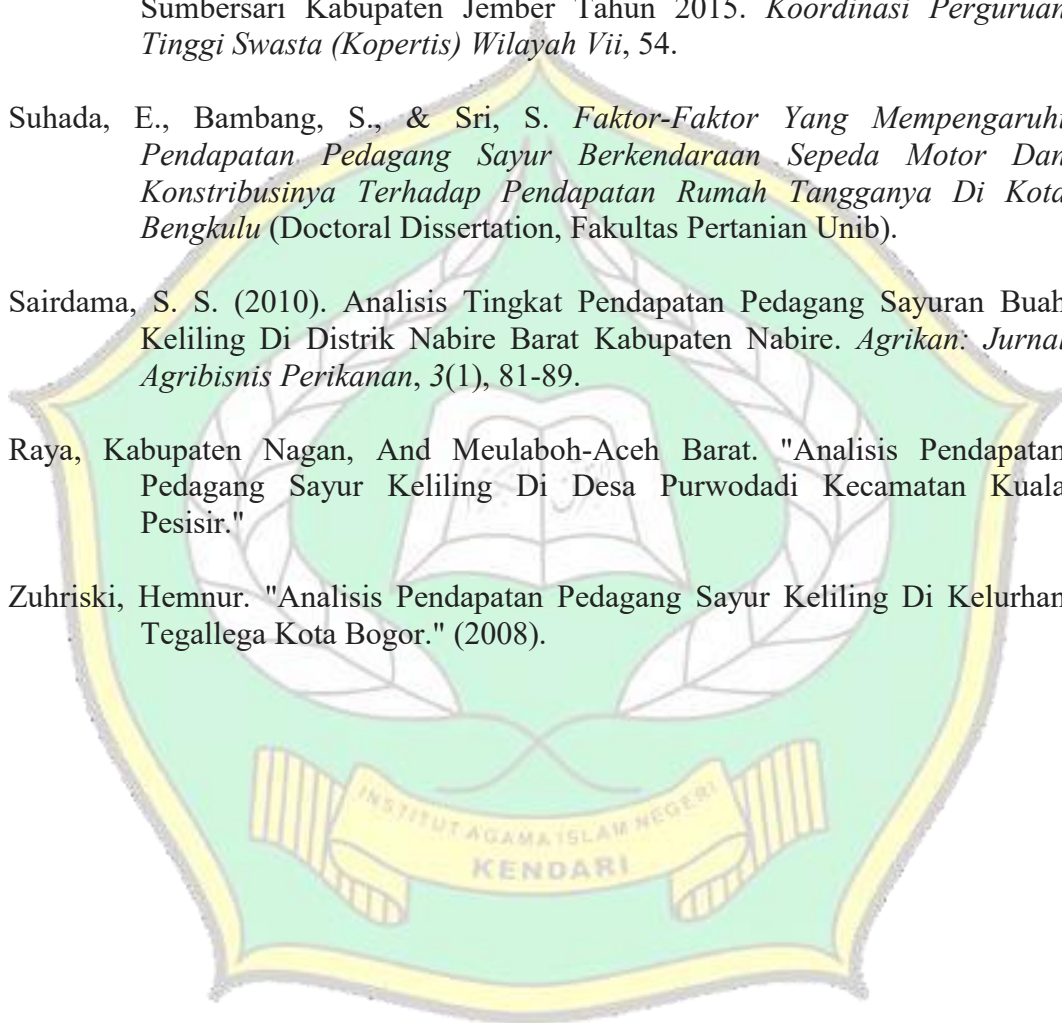 Sumbersari Kabupaten Jember Tahun 2015. Koordinasi Perguruan
Tinggi Swasta (Kopertis) Wilayah Vii, 54.
Suhada, E., Bambang, S., & Sri, S. Faktor-Faktor Yang Mempengaruhi
Pendapatan Pedagang Sayur Berkendaraan Sepeda Motor Dan
Konstribusinya Terhadap Pendapatan Rumah Tangganya Di Kota
Bengkulu (Doctoral Dissertation, Fakultas Pertanian Unib).
Sairdama, S. S. (2010). Analisis Tingkat Pendapatan Pedagang Sayuran Buah
Keliling Di Distrik Nabire Barat Kabupaten Nabire. Agrikan: Jurnal
Agribisnis Perikanan, 3(1), 81-89.
Raya, Kabupaten Nagan, And Meulaboh-Aceh Barat. "Analisis Pendapatan
Pedagang Sayur Keliling Di Desa Purwodadi Kecamatan Kuala
Pesisir."
Zuhriski, Hemnur. "Analisis Pendapatan Pedagang Sayur Keliling Di Kelurhan
Tegallega Kota Bogor." (2008).
INSTITUT AGAMA ISLAM NEGERI
KENDARI